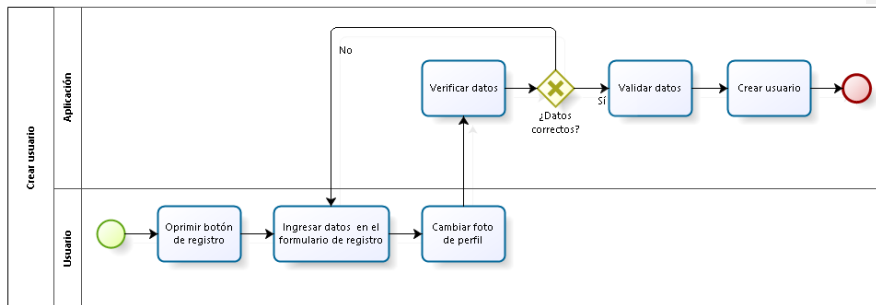 Crear usuario
Aplicación
No
Verificar datos
¿Datos
correctos?
Sí
Validar datos
Crear usuario
Usuario
Oprimir botón
de registro
Ingresar datos en el
formulario de registro
Cambiar foto
de perfil